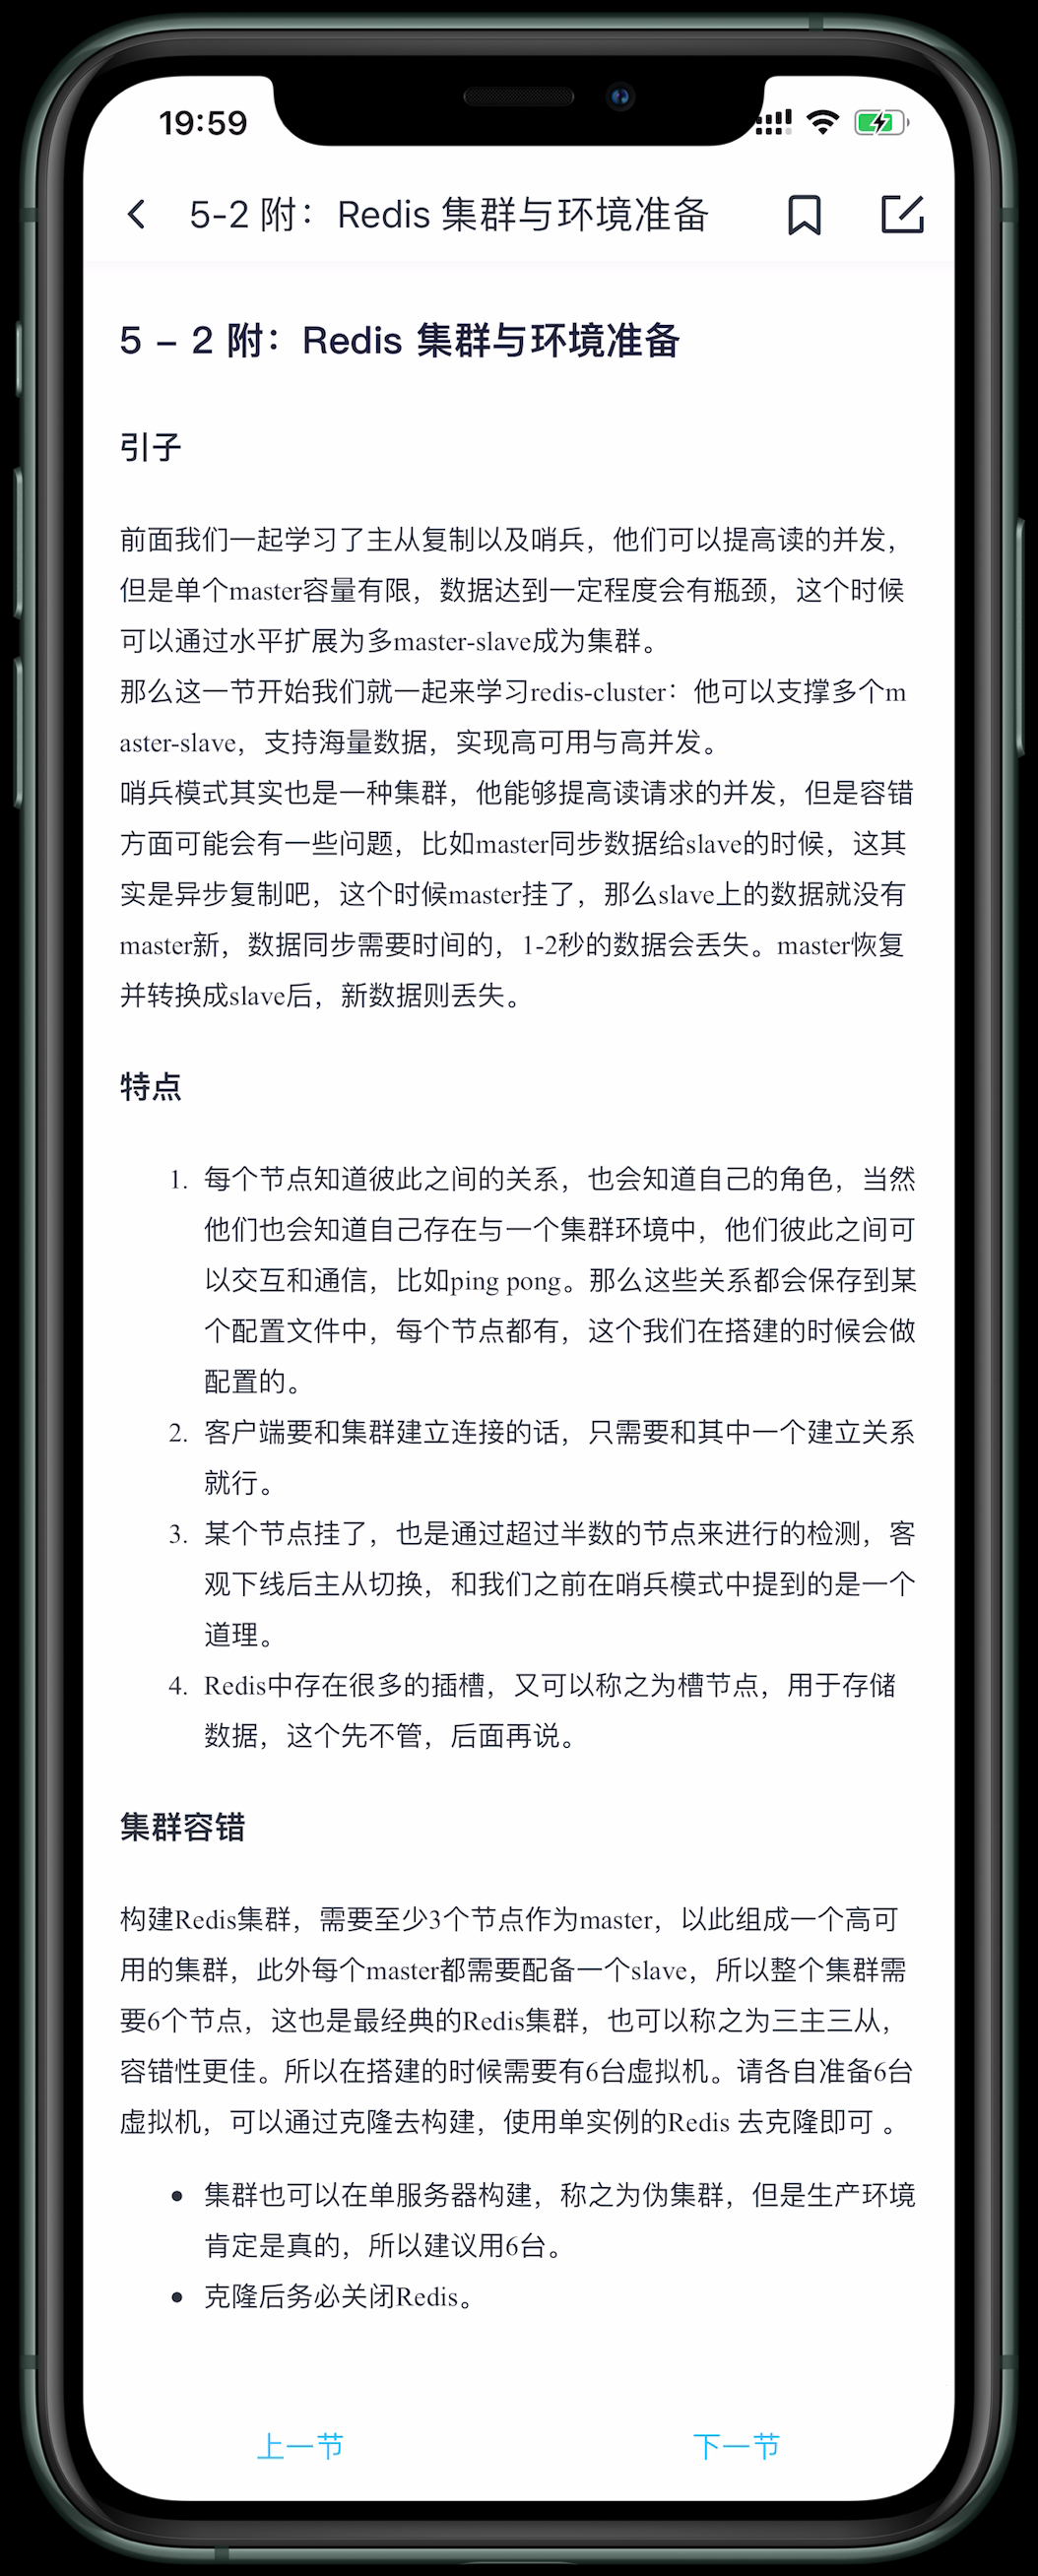 19:59
5-2 附：Redis 集群与环境准备
5 – 2 附：Redis 集群与环境准备
引子
前面我们一起学习了主从复制以及哨兵，他们可以提高读的并发，
但是单个master容量有限，数据达到一定程度会有瓶颈，这个时候
可以通过水平扩展为多master-slave成为集群。
那么这一节开始我们就一起来学习redis-cluster：他可以支撑多个m
aster-slave，支持海量数据，实现高可用与高并发。
哨兵模式其实也是一种集群，他能够提高读请求的并发，但是容错
方面可能会有一些问题，比如master同步数据给slave的时候，这其
实是异步复制吧，这个时候master挂了，那么slave上的数据就没有
master新，数据同步需要时间的，1-2秒的数据会丢失。master恢复
并转换成slave后，新数据则丢失。
特点
1. 每个节点知道彼此之间的关系，也会知道自己的角色，当然
他们也会知道自己存在与一个集群环境中，他们彼此之间可
以交互和通信，比如ping pong。那么这些关系都会保存到某
个配置文件中，每个节点都有，这个我们在搭建的时候会做
配置的。
2. 客户端要和集群建立连接的话，只需要和其中一个建立关系
就行。
3. 某个节点挂了，也是通过超过半数的节点来进行的检测，客
观下线后主从切换，和我们之前在哨兵模式中提到的是一个
道理。
4. Redis中存在很多的插槽，又可以称之为槽节点，用于存储
数据，这个先不管，后面再说。
集群容错
构建Redis集群，需要至少3个节点作为master，以此组成一个高可
用的集群，此外每个master都需要配备一个slave，所以整个集群需
要6个节点，这也是最经典的Redis集群，也可以称之为三主三从，
容错性更佳。所以在搭建的时候需要有6台虚拟机。请各自准备6台
虚拟机，可以通过克隆去构建，使用单实例的Redis 去克隆即可 。
• 集群也可以在单服务器构建，称之为伪集群，但是生产环境
肯定是真的，所以建议用6台。
• 克隆后务必关闭Redis。
上一节 下一节